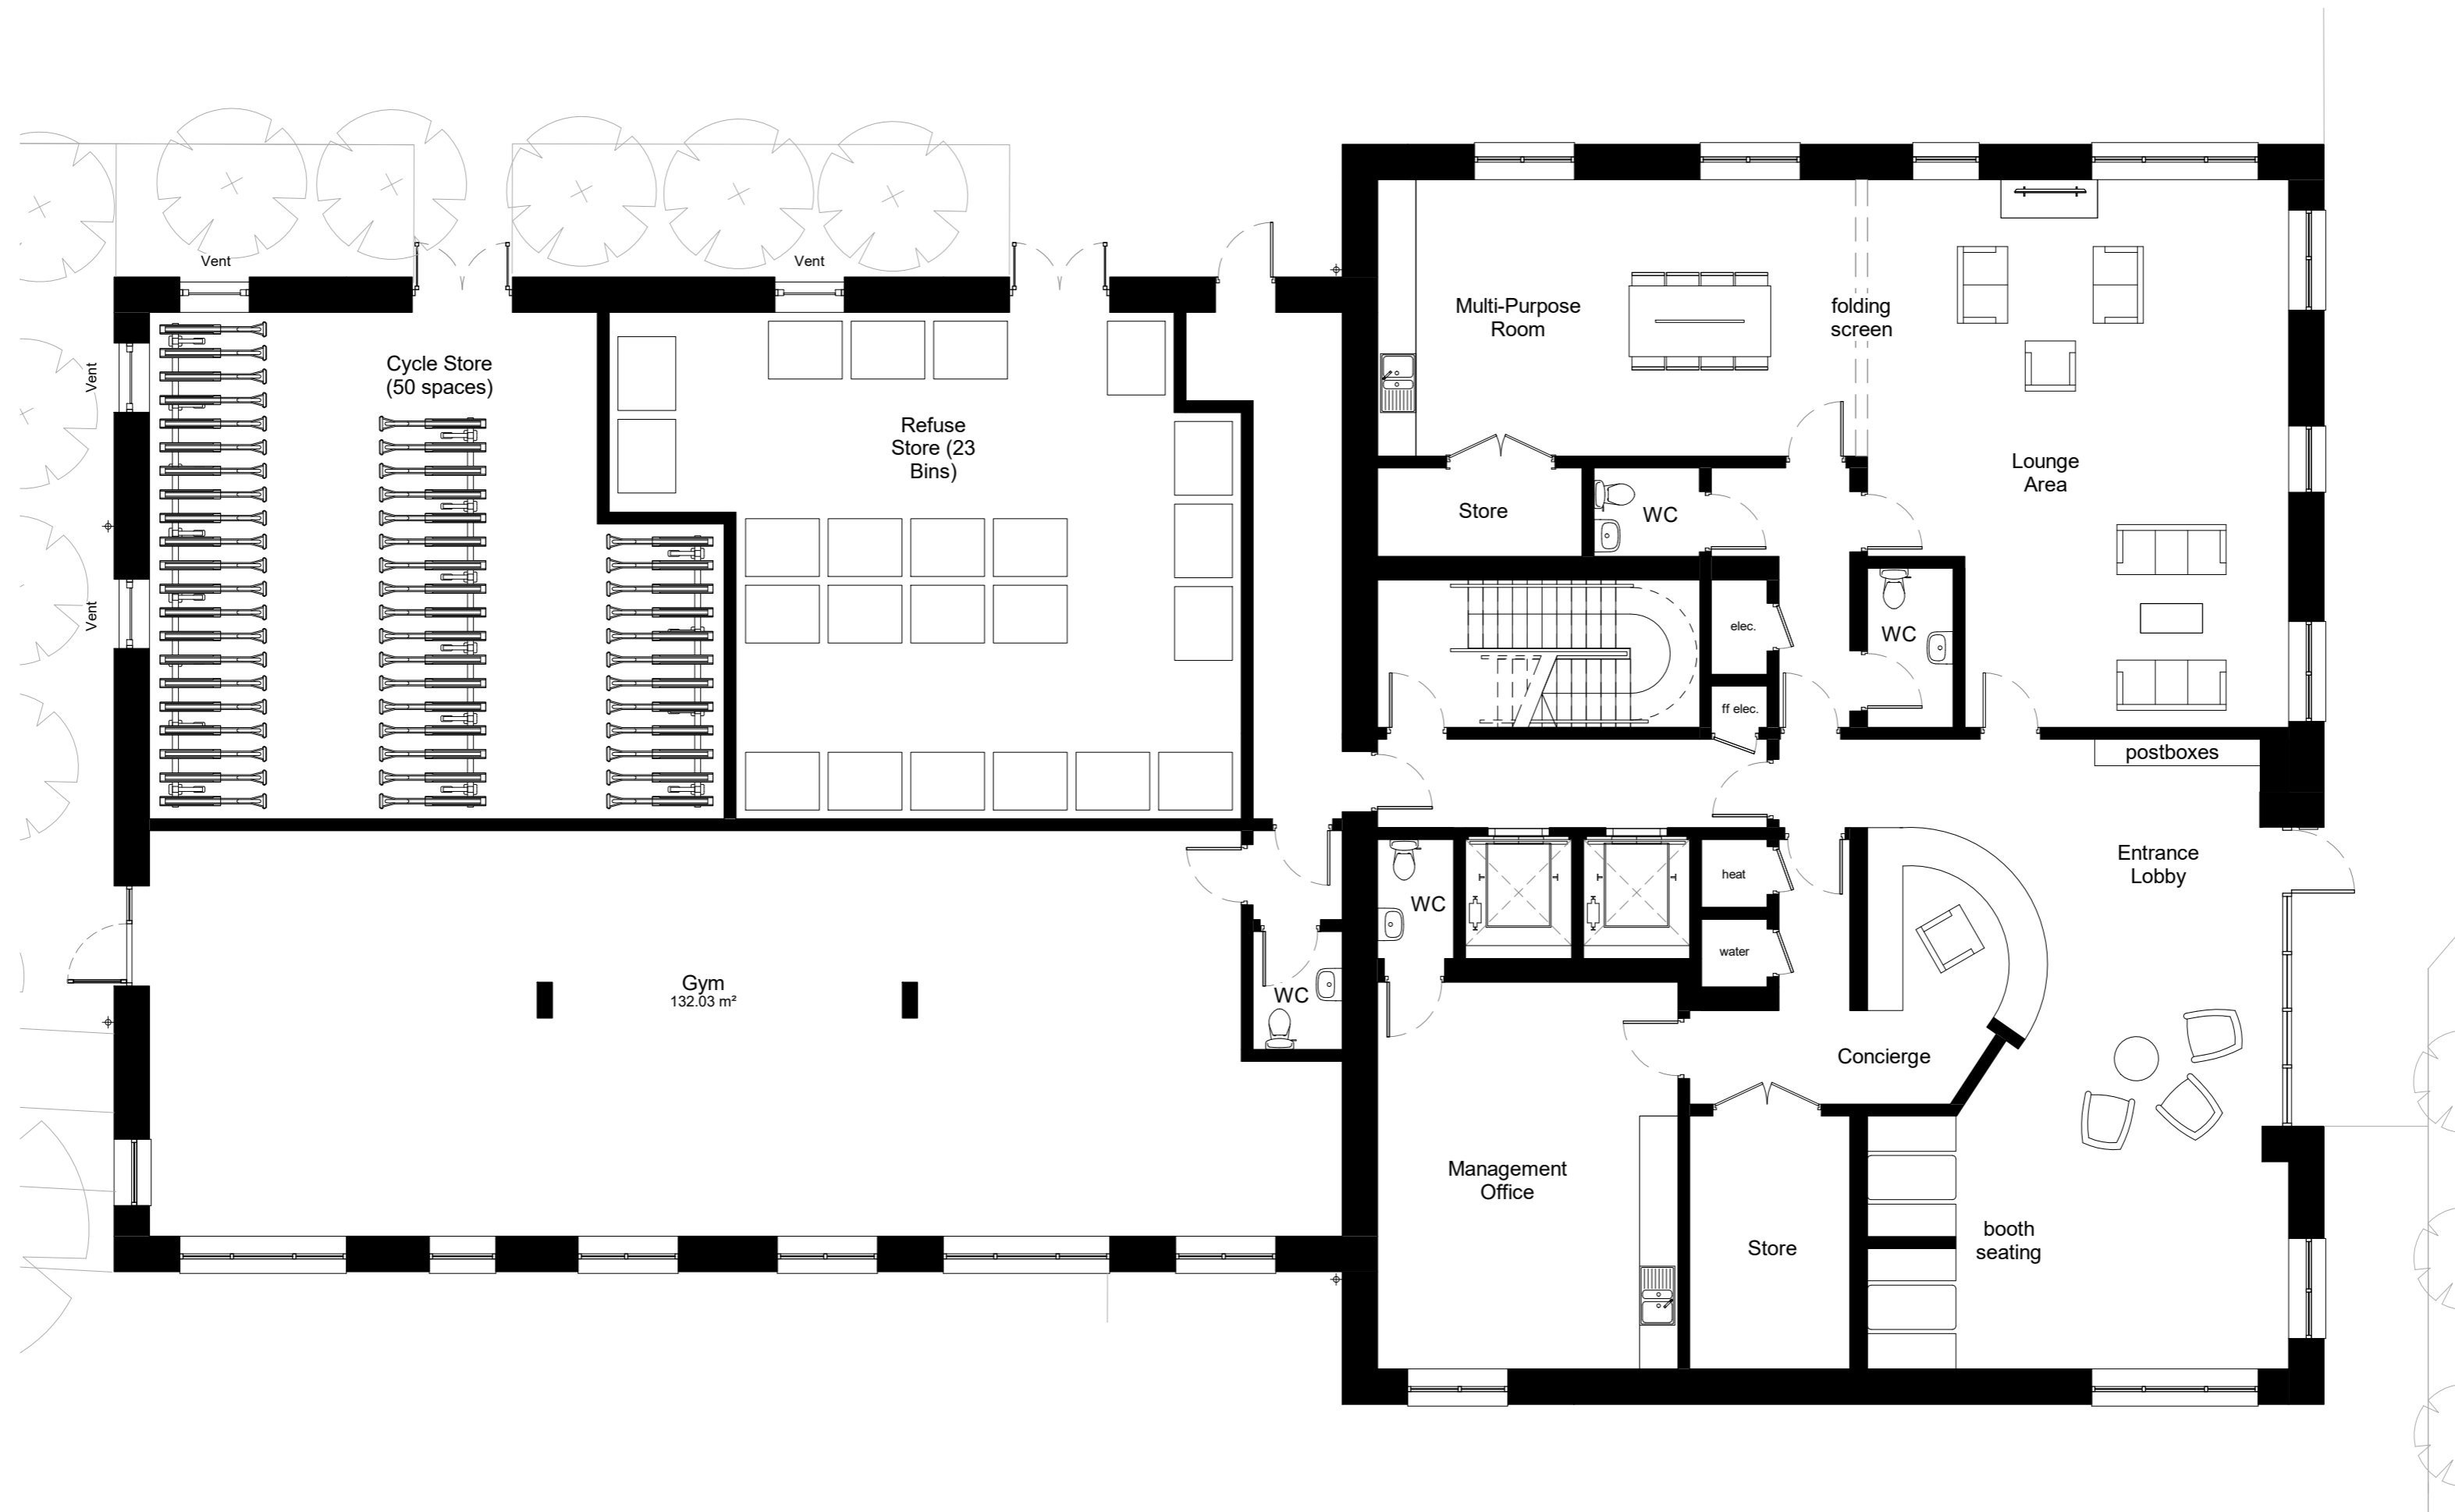 Vent
Vent
Vent
Vent
Cycle Store
(50 spaces)
Refuse
Store (23
Bins)
Multi-Purpose
Room
folding
screen
Lounge
Area
Store
WC
elec.
WC
ff elec.
postboxes
Entrance
Lobby
heat
WC
water
Gym
132.03 m²
WC
Concierge
Management
Office
Store
booth
seating